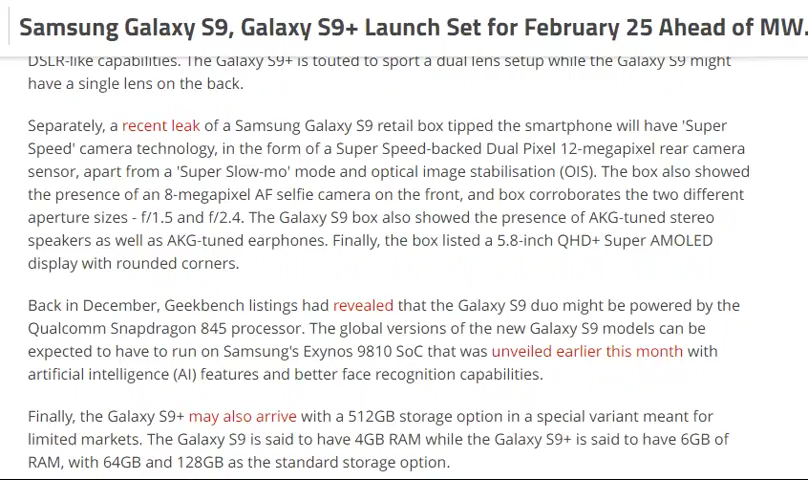 Samsung Galaxy S9, Galaxy S9+ Launch Set for February 25 Ahead of MW.
DSLR-like capabilities. The Galaxy S9+ is touted to sport a dual lens setup while the Galaxy S9 might
have a single lens on the back.
Separately, a recent leak of a Samsung Galaxy S9 retail box tipped the smartphone will have 'Super
Speed' camera technology, in the form of a Super Speed-backed Dual Pixel 12-megapixel rear camera
sensor, apart from a 'Super Slow-mo' mode and optical image stabilisation (OIS). The box also showed
the presence of an 8-megapixel AF selfie camera on the front, and box corroborates the two different
aperture sizes - f/1.5 and f/2.4. The Galaxy S9 box also showed the presence of AKG-tuned stereo
speakers as well as AKG-tuned earphones. Finally, the box listed a 5.8-inch QHD+ Super AMOLED
display with rounded corners.
Back in December, Geekbench listings had revealed that the Galaxy S9 duo might be powered by the
Qualcomm Snapdragon 845 processor. The global versions of the new Galaxy S9 models can be
expected to have to run on Samsung's Exynos 9810 SoC that was unveiled earlier this month with
artificial intelligence (AI) features and better face recognition capabilities.
Finally, the Galaxy S9+ may also arrive with a 512GB storage option in a special variant meant for
limited markets. The Galaxy S9 is said to have 4GB RAM while the Galaxy S9+ is said to have 6GB of
RAM, with 64GB and 128GB as the standard storage option.